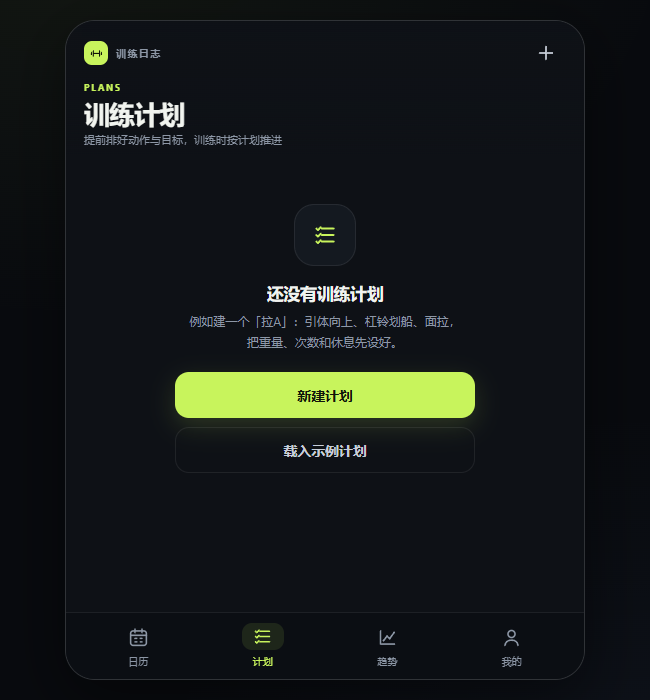 训练日志
PLANS
训练计划
提前排好动作与目标，训练时按计划推进
还没有训练计划
例如建一个「拉A」：引体向上、杠铃划船、面拉，
把重量、次数和休息先设好。
新建计划
载入示例计划
日历
计划
趋势
我的